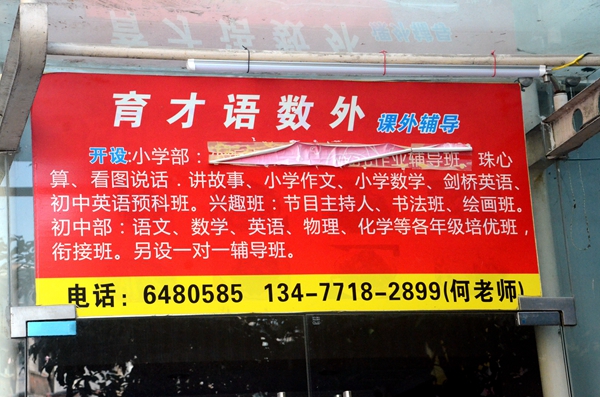 育才语数外 课外辅导
开设:小学部:作业辅导班、珠心
算、看图说话．讲故事、小学作文、小学数学、剑桥英语、
初中英语预科班。兴趣班：节目主持人、书法班、绘画班。
初中部：语文、数学、英语、物理、化学等各年级培优班，
衔接班。另设一对一辅导班。
电话：6480585 134-7718-2899(何老师)